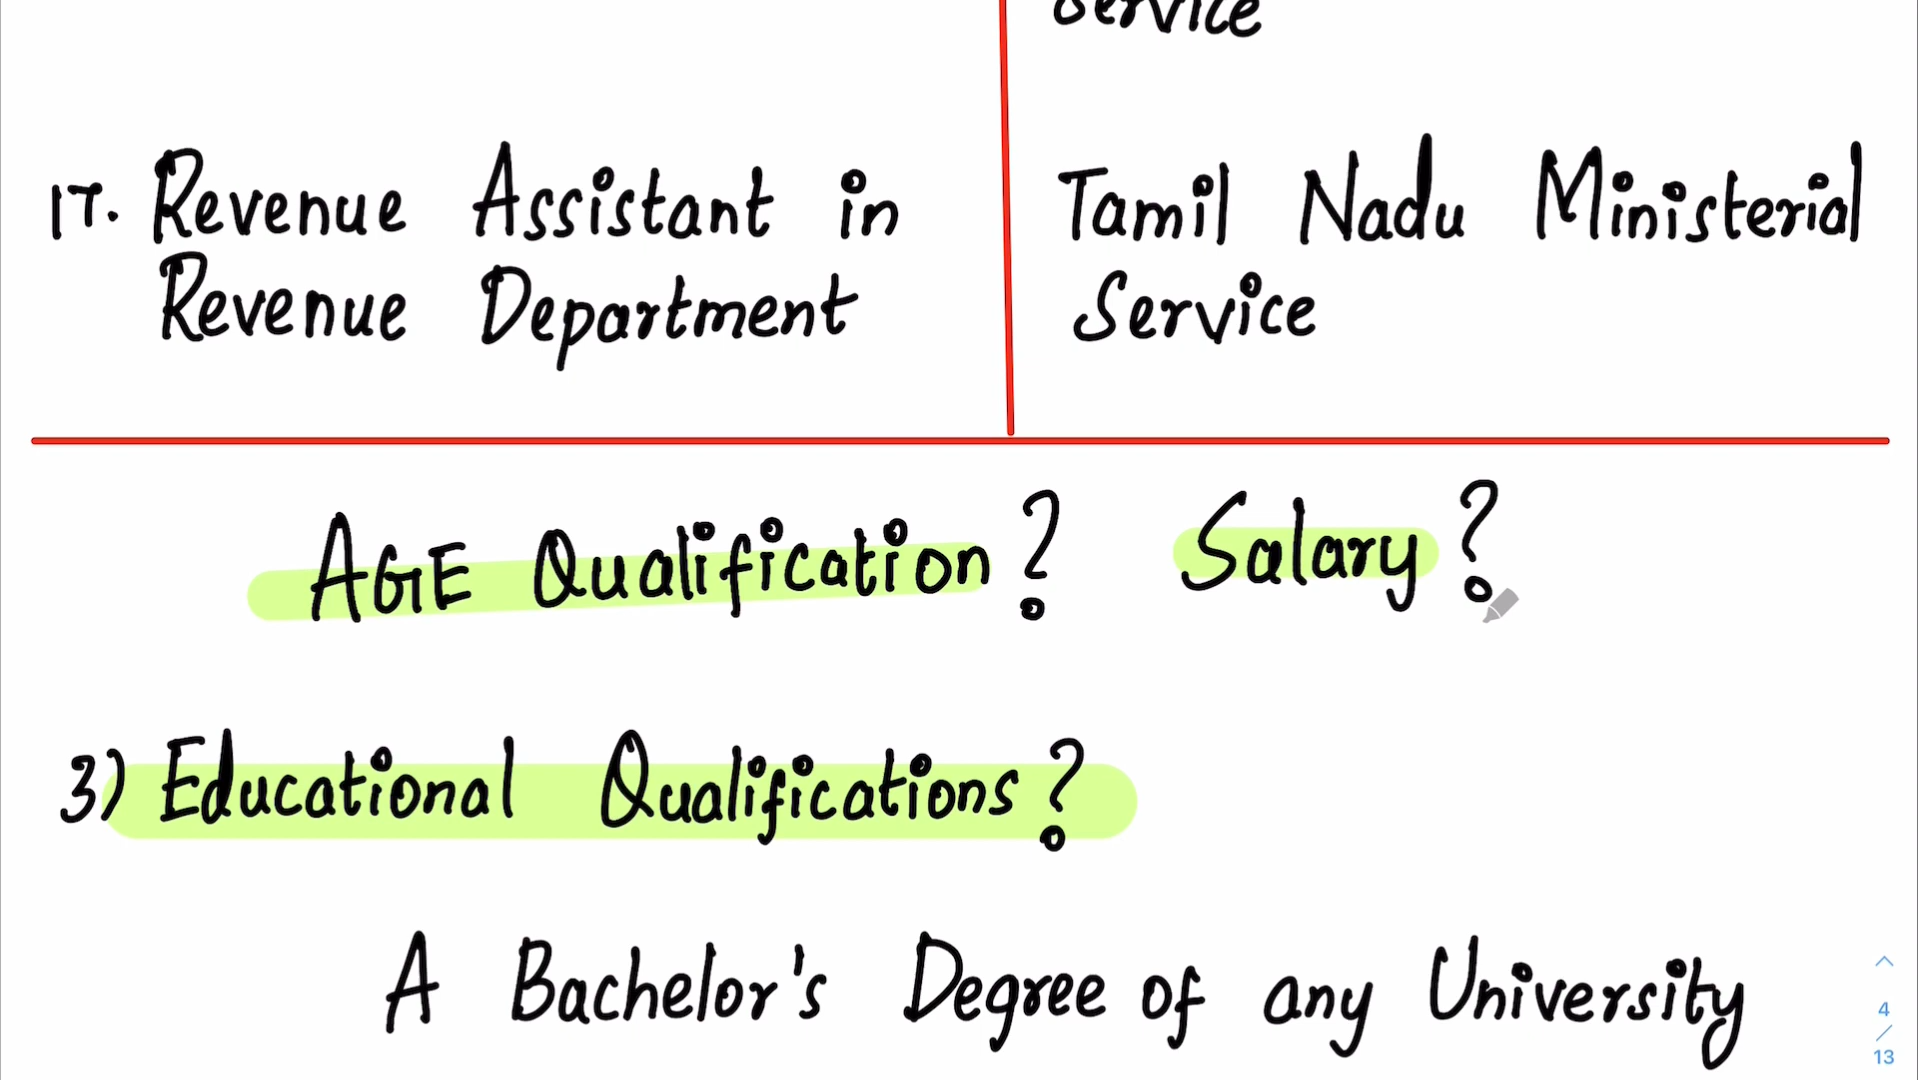 Service
17. Revenue Assistant in
Revenue Department
Tamil Nadu Ministerial
Service
AGE Qualification? Salary?
3) Educational Qualifications?
A Bachelor's Degree of any University
4
/
13